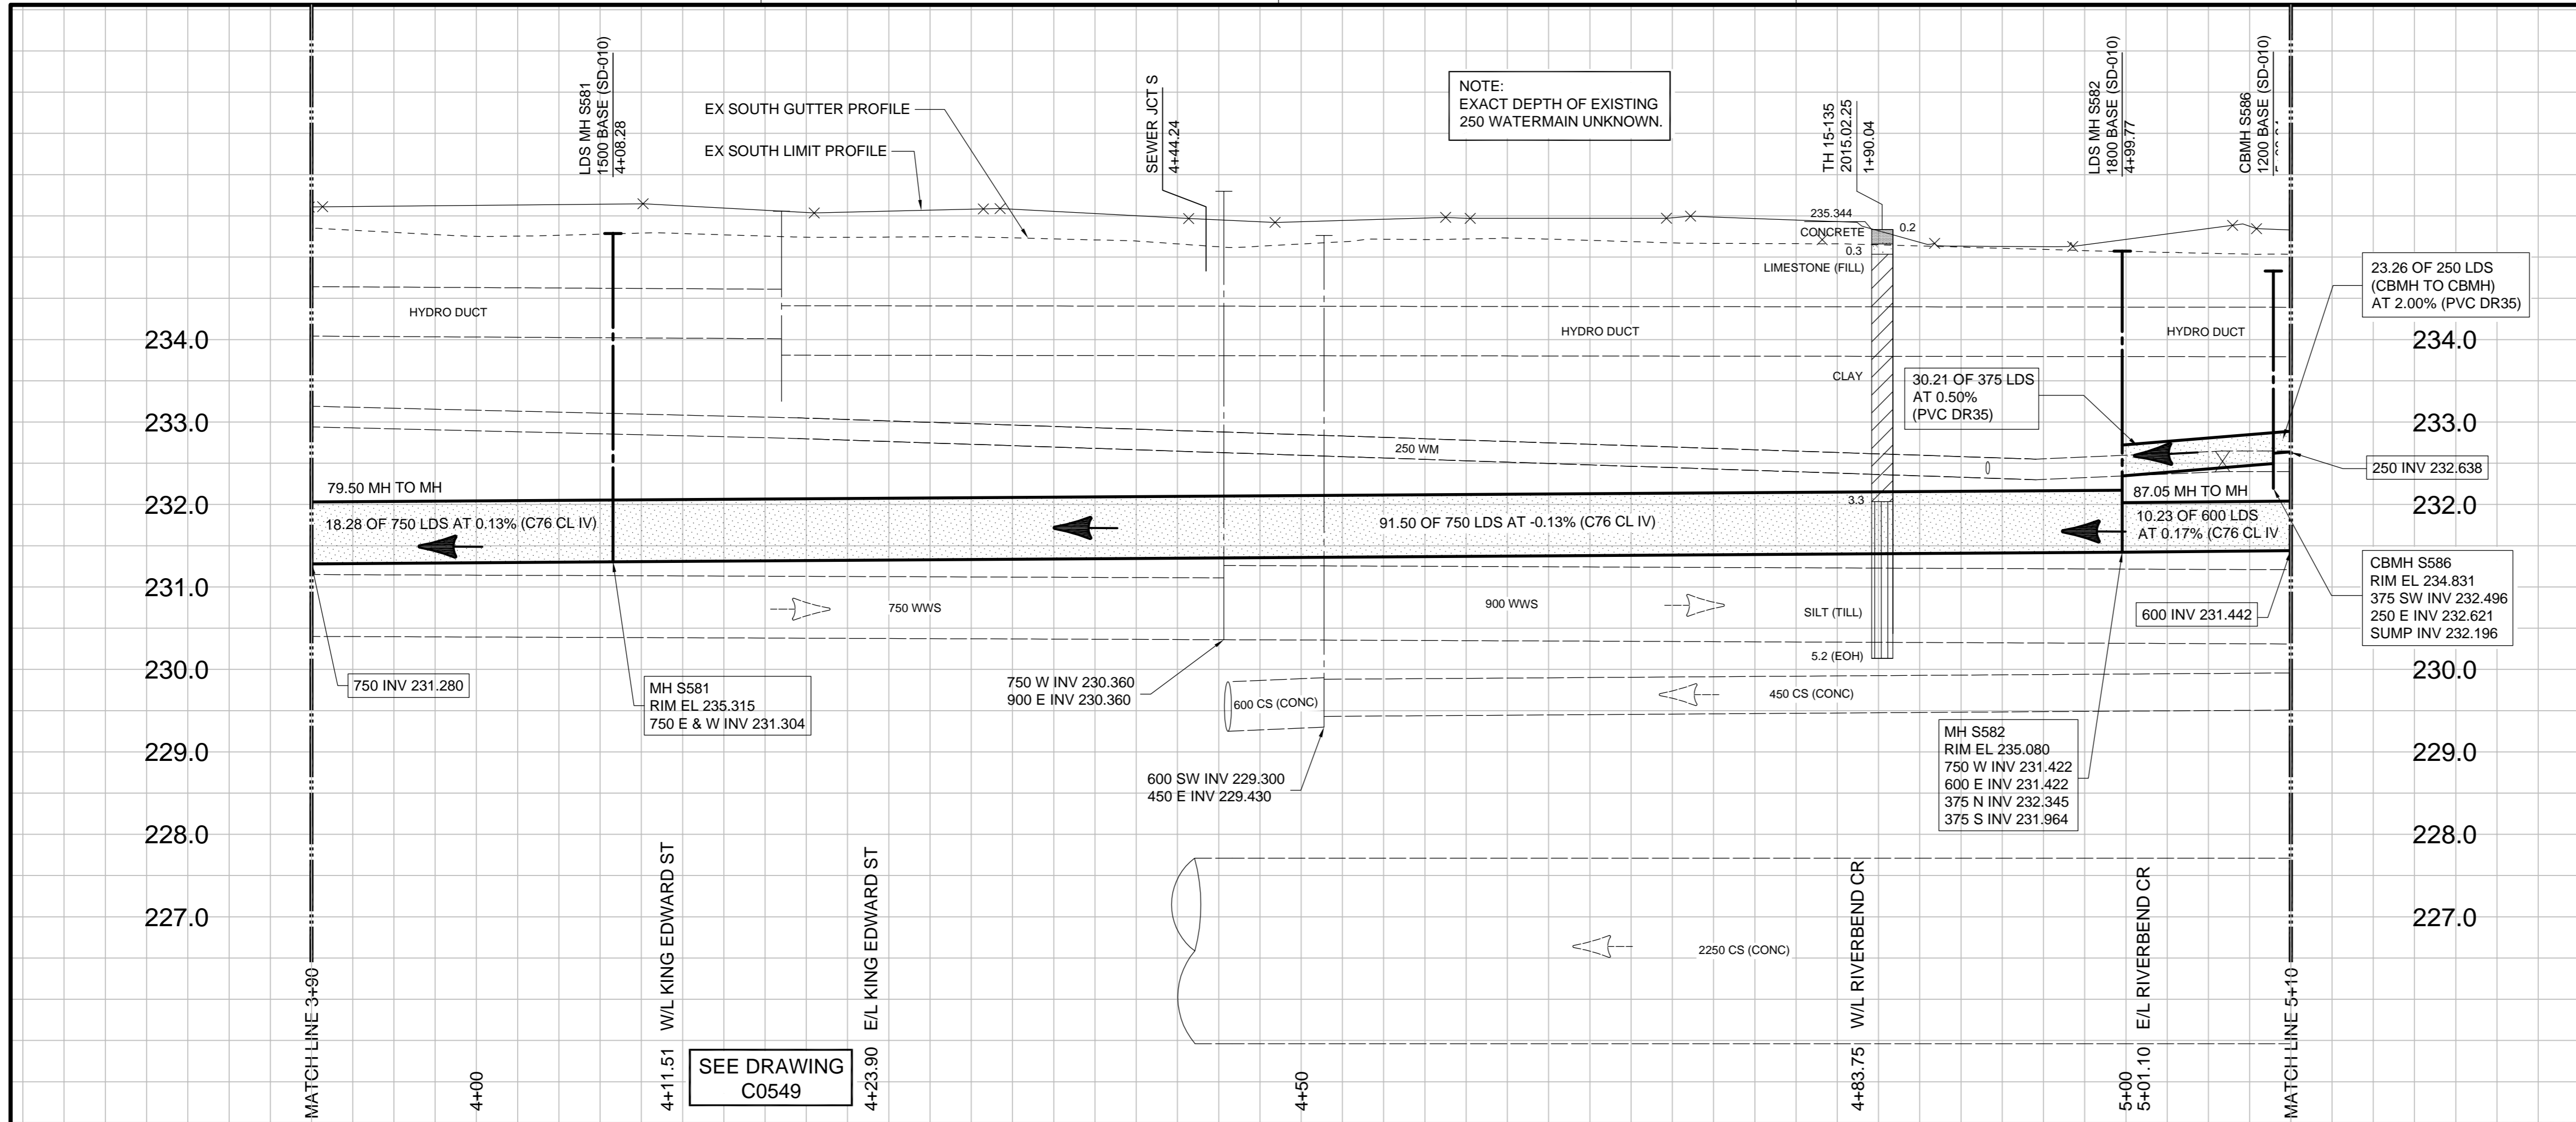 LDS MH S581
1500 BASE (SD-010)
4+08.28
EX SOUTH GUTTER PROFILE
EX SOUTH LIMIT PROFILE
SEWER JCT S
4+44.24
NOTE:
EXACT DEPTH OF EXISTING
250 WATERMAIN UNKNOWN.
TH 15-135
2015.02.25
1+90.04
LDS MH S582
1800 BASE (SD-010)
4+99.77
CBMH S586
1200 BASE (SD-010)
235.344
CONCRETE
0.2
0.3
LIMESTONE (FILL)
23.26 OF 250 LDS
(CBMH TO CBMH)
AT 2.00% (PVC DR35)
HYDRO DUCT
HYDRO DUCT
HYDRO DUCT
234.0
234.0
CLAY
30.21 OF 375 LDS
AT 0.50%
(PVC DR35)
233.0
233.0
250 WM
250 INV 232.638
79.50 MH TO MH
87.05 MH TO MH
232.0
3.3
232.0
18.28 OF 750 LDS AT 0.13% (C76 CL IV)
91.50 OF 750 LDS AT -0.13% (C76 CL IV)
10.23 OF 600 LDS
AT 0.17% (C76 CL IV
CBMH S586
RIM EL 234.831
375 SW INV 232.496
250 E INV 232.621
SUMP INV 232.196
231.0
231.0
750 WWS
900 WWS
SILT (TILL)
600 INV 231.442
5.2 (EOH)
230.0
230.0
750 INV 231.280
MH S581
RIM EL 235.315
750 E & W INV 231.304
750 W INV 230.360
900 E INV 230.360
600 CS (CONC)
450 CS (CONC)
229.0
229.0
600 SW INV 229.300
450 E INV 229.430
MH S582
RIM EL 235.080
750 W INV 231.422
600 E INV 231.422
375 N INV 232.345
375 S INV 231.964
228.0
228.0
227.0
227.0
2250 CS (CONC)
MATCH LINE 3+90
4+00
4+11.51 W/L KING EDWARD ST
SEE DRAWING
C0549
4+23.90 E/L KING EDWARD ST
4+50
4+83.75 W/L RIVERBEND CR
5+00
5+01.10 E/L RIVERBEND CR
MATCH LINE 5+10